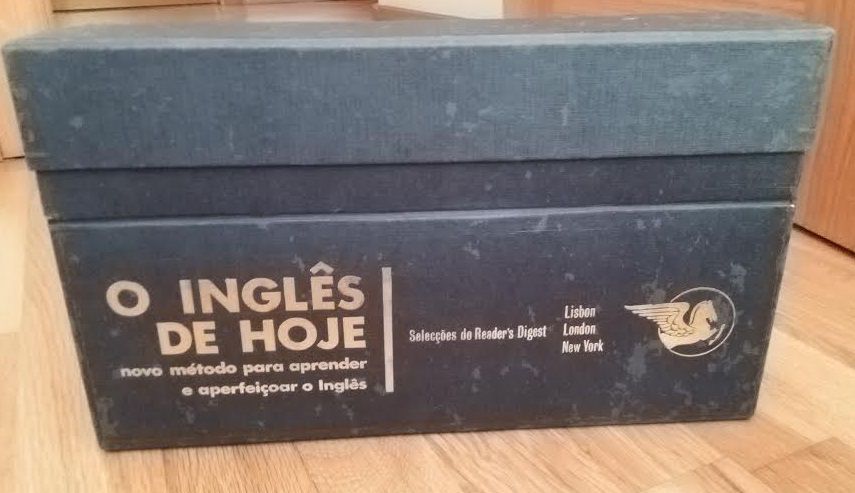 O INGLÊS
DE HOJE
novo método para aprender
e aperfeiçoar o Inglês
Selecções do Reader's Digest
Lisbon
London
New York